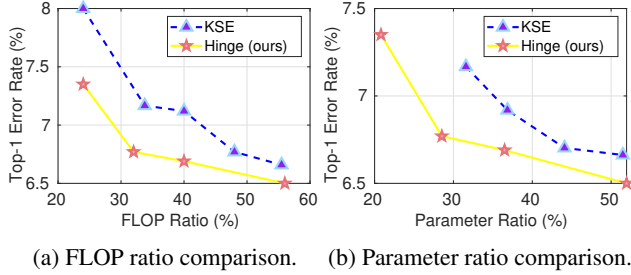 8
7.5
7
6.5
Top-1 Error Rate (%)
KSE
Hinge (ours)
20 30 40 50 60
FLOP Ratio (%)
7.5
7
6.5
Top-1 Error Rate (%)
KSE
Hinge (ours)
20 30 40 50
Parameter Ratio (%)
(a) FLOP ratio comparison.
(b) Parameter ratio comparison.